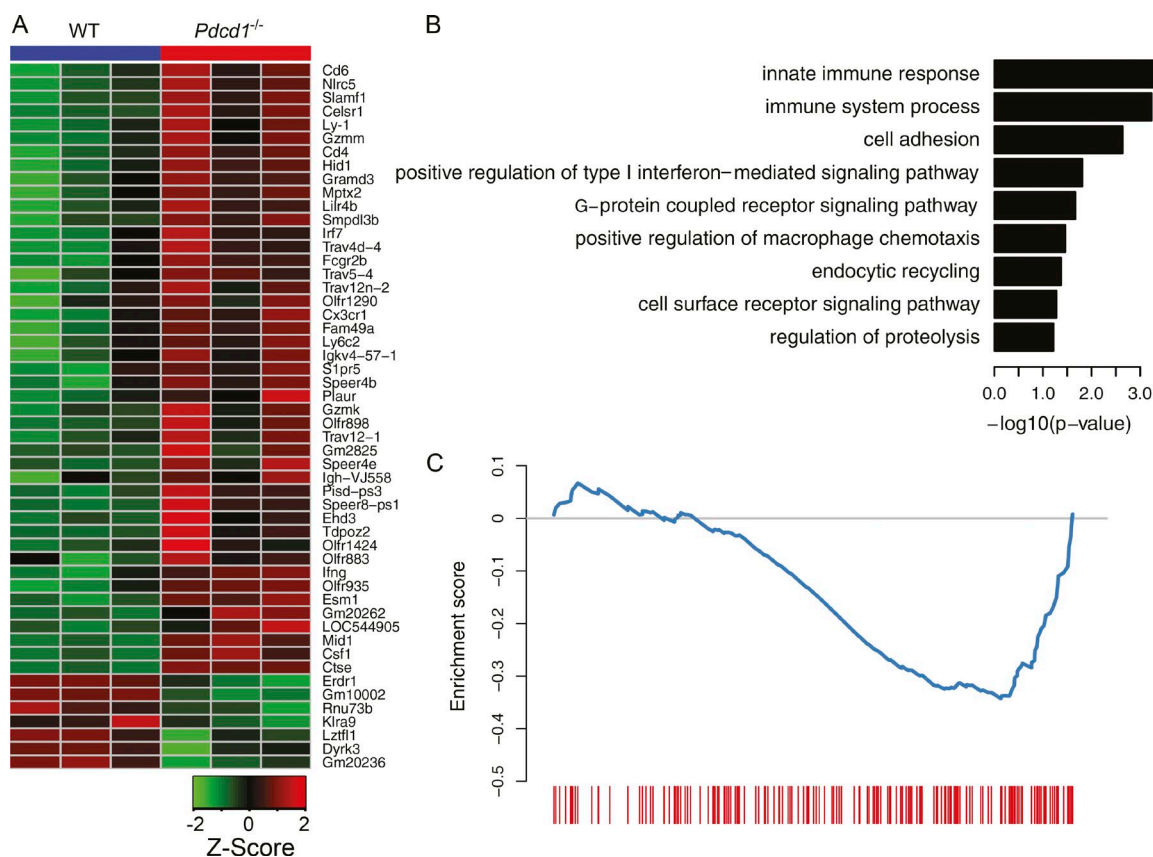 A
WT
Pdcd1-/-
Cd6
Nlrc5
Slamf1
Celsr1
Ly-1
Gzmm
Cd4
Hid1
Gramd3
Mptx2
Lilr4b
Smpdl3b
Irf7
Trav4d-4
Fcgr2b
Trav5-4
Trav12n-2
Olfr1290
Cx3cr1
Fam49a
Ly6c2
Igkv4-57-1
S1pr5
Speer4b
Plaur
Gzmk
Olfr898
Trav12-1
Gm2825
Speer4e
Igh-VJ558
Pisd-ps3
Speer8-ps1
Ehd3
Tdpoz2
Olfr1424
Olfr883
Ifng
Olfr935
Esm1
Gm20262
LOC544905
Mid1
Csf1
Ctse
Erdr1
Gm10002
Rnu73b
Klra9
Lztfl1
Dyrk3
Gm20236
-2 0 2
Z-Score
B
innate immune response
immune system process
cell adhesion
positive regulation of type I interferon-mediated signaling pathway
G-protein coupled receptor signaling pathway
positive regulation of macrophage chemotaxis
endocytic recycling
cell surface receptor signaling pathway
regulation of proteolysis
0.0 1.0 2.0 3.0
-log10(p-value)
C
Enrichment score
0.1
0
-0.1
-0.2
-0.3
-0.4
-0.5